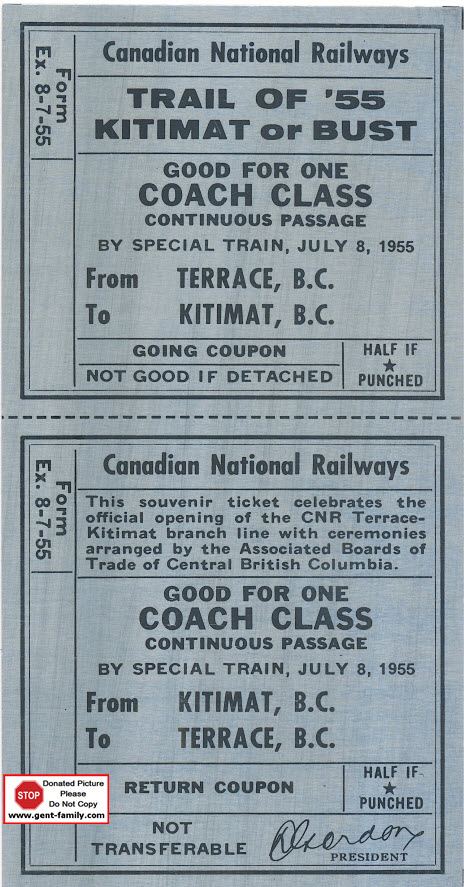 Form
Ex. 8-7-55
Canadian National Railways
TRAIL OF '55
KITIMAT or BUST
GOOD FOR ONE
COACH CLASS
CONTINUOUS PASSAGE
BY SPECIAL TRAIN, JULY 8, 1955
From TERRACE, B.C.
To KITIMAT, B.C.
GOING COUPON
NOT GOOD IF DETACHED
HALF IF
★
PUNCHED
Form
Ex. 8-7-55
Canadian National Railways
This souvenir ticket celebrates the
official opening of the CNR Terrace-
Kitimat branch line with ceremonies
arranged by the Associated Boards of
Trade of Central British Columbia.
GOOD FOR ONE
COACH CLASS
CONTINUOUS PASSAGE
BY SPECIAL TRAIN, JULY 8, 1955
From KITIMAT, B.C.
To TERRACE, B.C.
RETURN COUPON
HALF IF
★
PUNCHED
NOT
TRANSFERABLE
PRESIDENT
STOP
Donated Picture
Please
Do Not Copy
www.gent-family.com